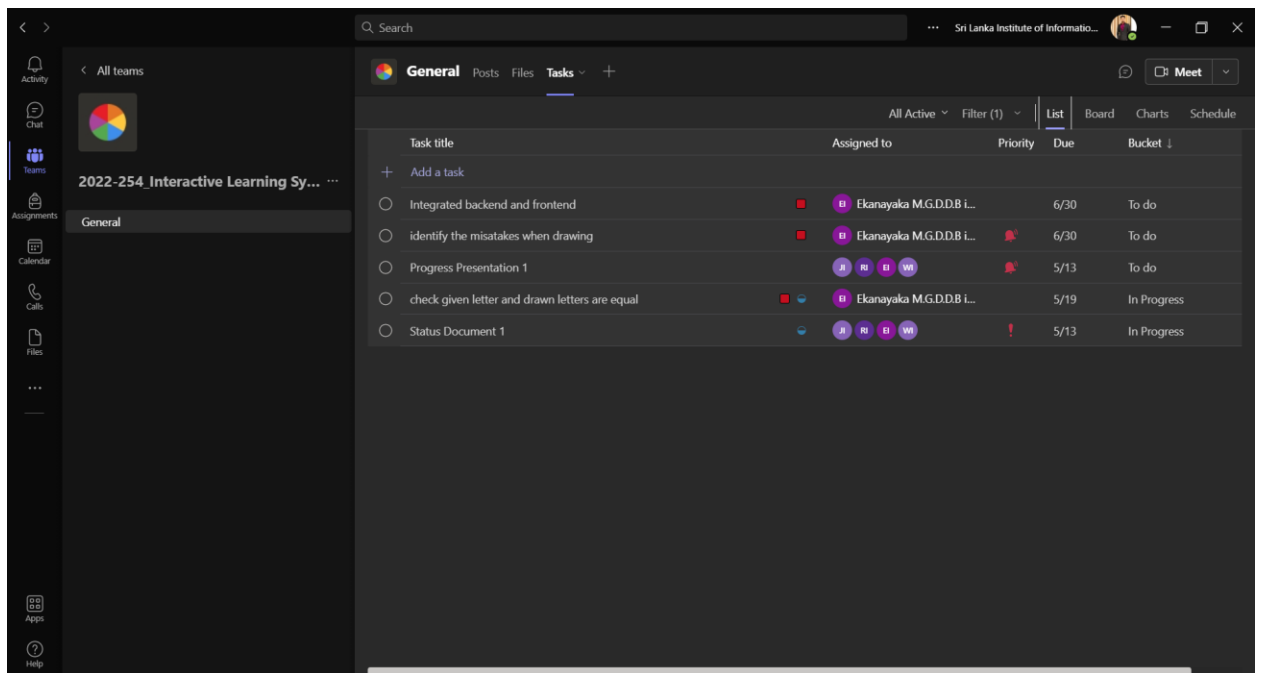 Search
Sri Lanka Institute of Informatio...
Activity
Chat
Teams
Assignments
Calendar
Calls
Files
Apps
Help
All teams
2022-254_Interactive Learning Sy...
General
General Posts Files Tasks
Meet
All Active Filter (1) List Board Charts Schedule
Task title Assigned to Priority Due Bucket
Add a task
Integrated backend and frontend EI Ekanayaka M.G.D.D.B i... 6/30 To do
identify the misatakes when drawing EI Ekanayaka M.G.D.D.B i... 6/30 To do
Progress Presentation 1 JI RI EI WI 5/13 To do
check given letter and drawn letters are equal EI Ekanayaka M.G.D.D.B i... 5/19 In Progress
Status Document 1 JI RI EI WI 5/13 In Progress